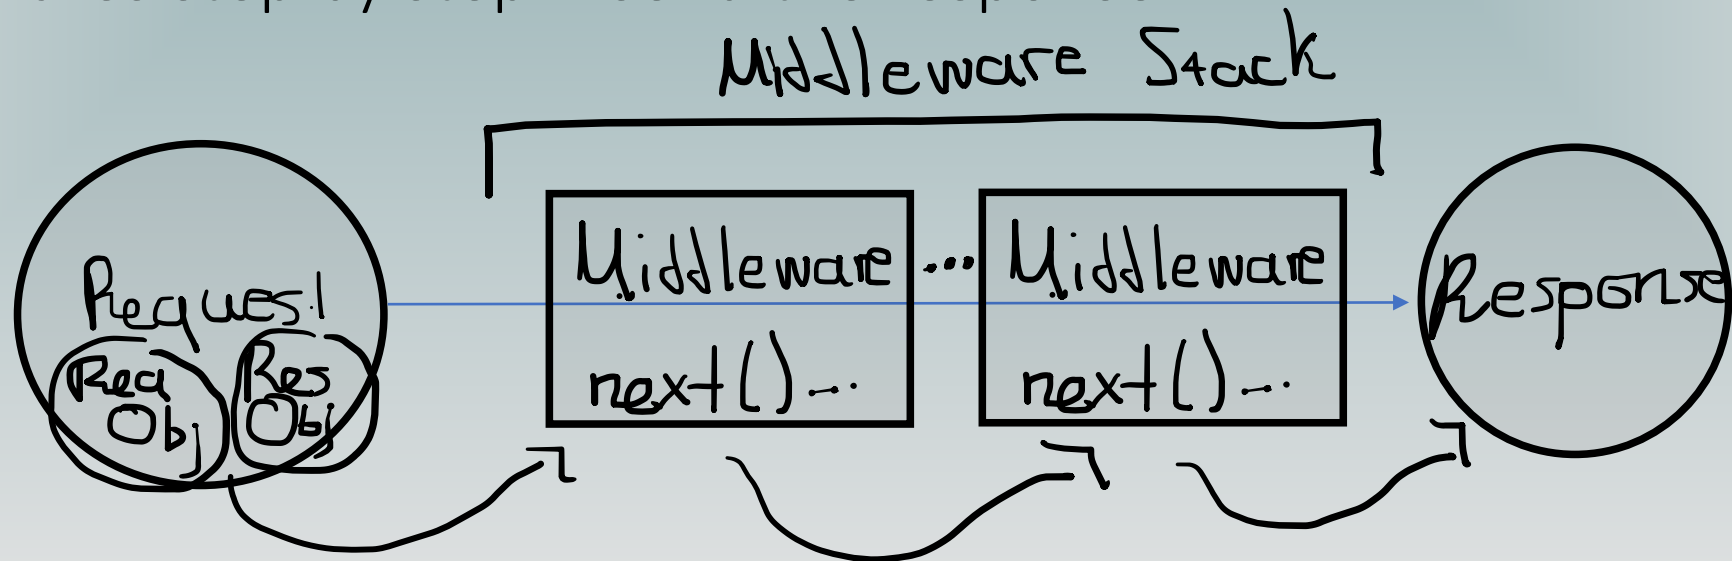 Middleware Stack
Request
Req
Obj
Res
Obj
Middleware
next()...
...
Middleware
next()...
Response